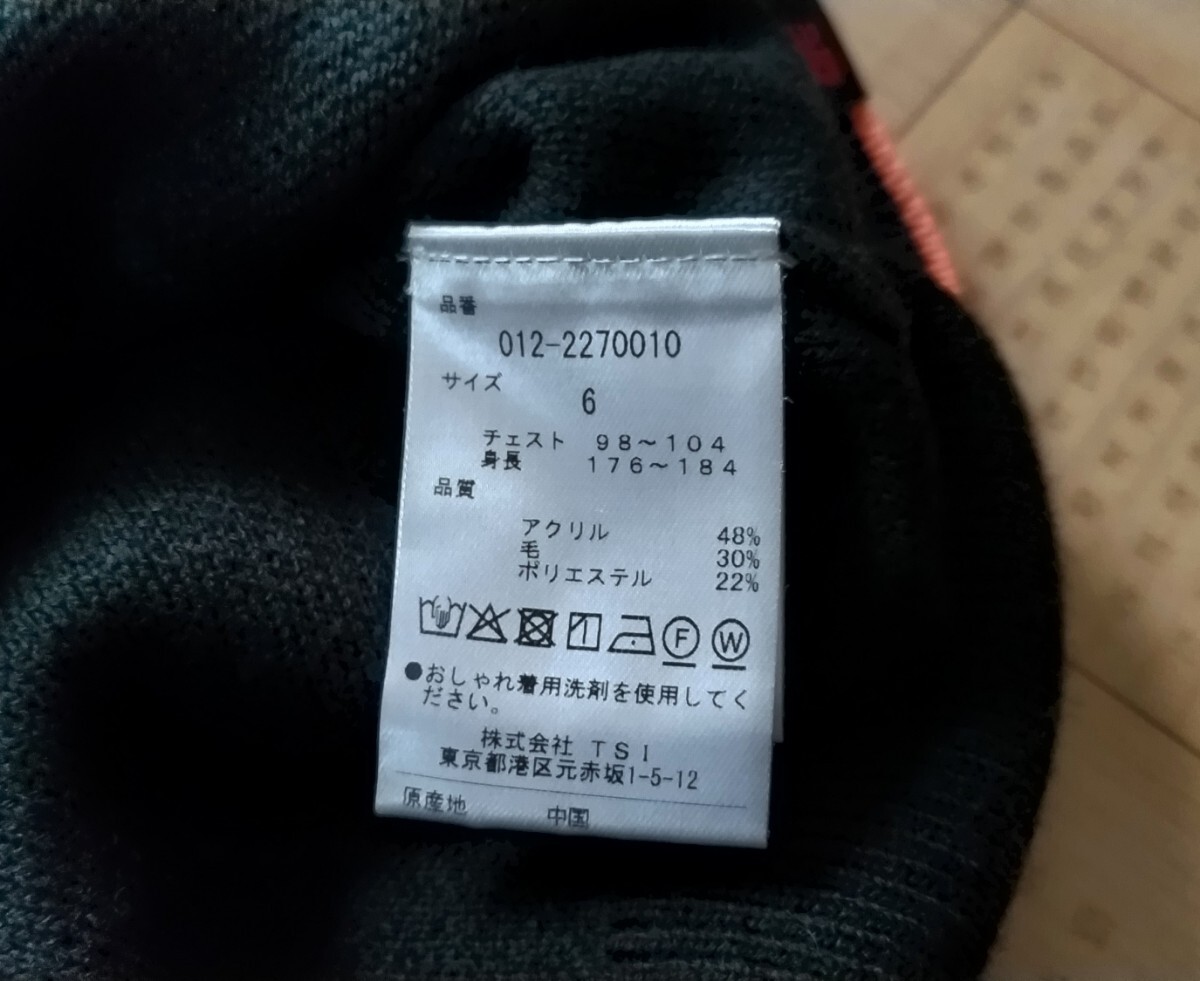 品番
012-2270010
サイズ
6
チェスト 98~104
身長 176~184
品質
アクリル 48%
毛 30%
ポリエステル 22%
F W
●おしゃれ着用洗剤を使用してく
ださい。
株式会社 TSI
東京都港区元赤坂1-5-12
原産地 中国